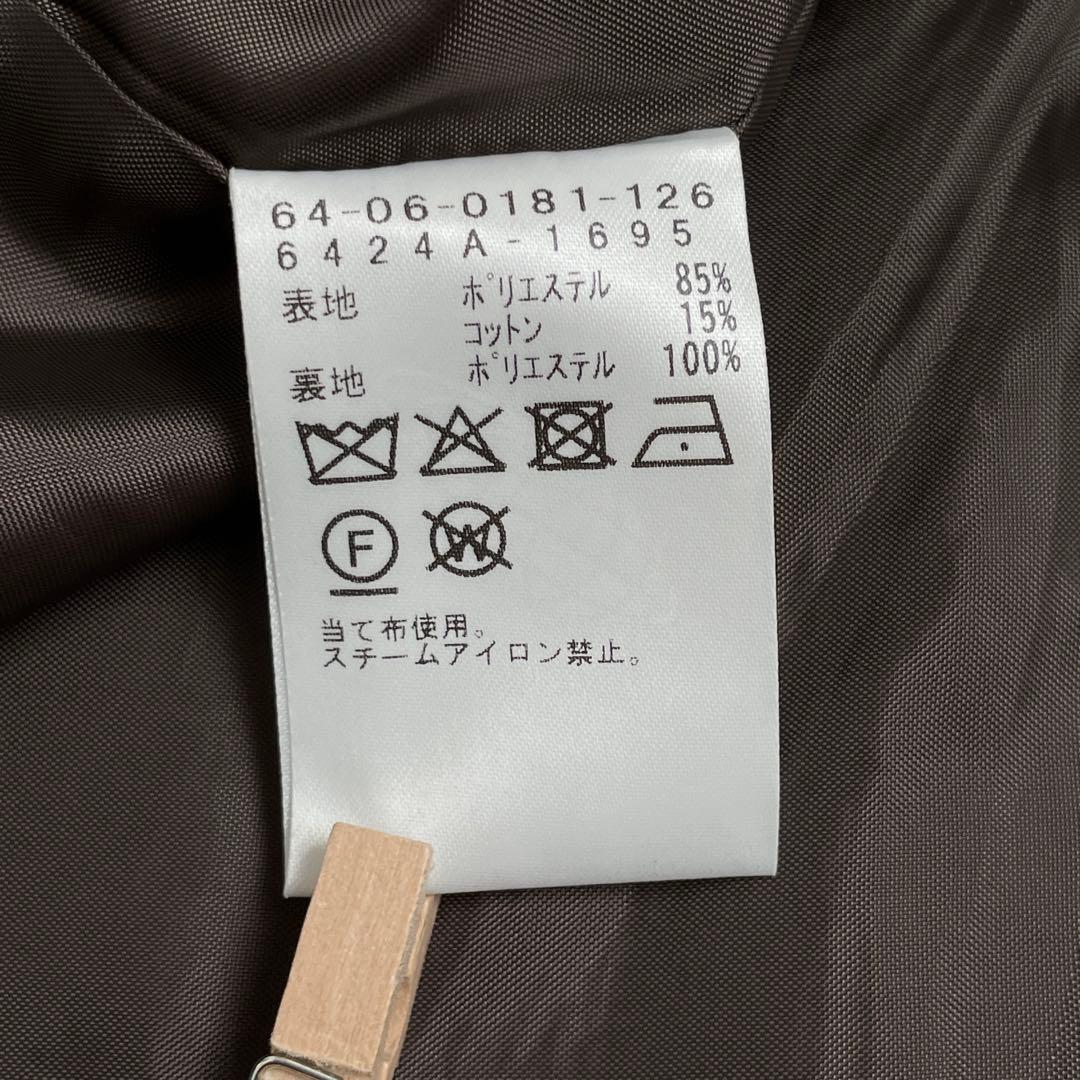 64-06-0181-126
6424A-1695
表地 ポリエステル 85%
コットン 15%
裏地 ポリエステル 100%
F W
当て布使用。
スチームアイロン禁止。